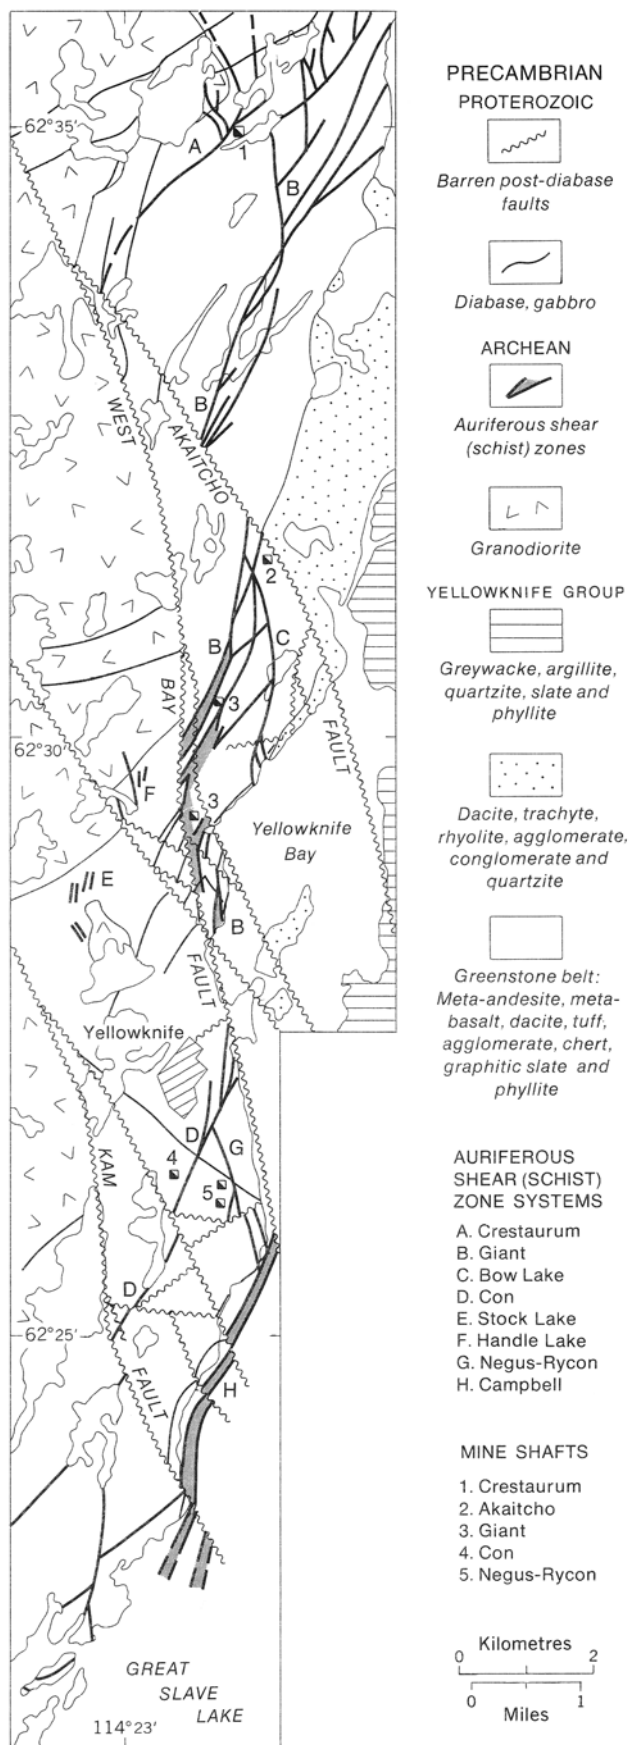 62°35'
A
1
B
WEST
AKAITCHO
B
2
C
B
BAY
3
62°30'
FAULT
F
3
Yellowknife
Bay
E
B
FAULT
Yellowknife
D
G
KAM
4
5
D
62°25'
FAULT
H
GREAT
SLAVE
LAKE
114°23'
PRECAMBRIAN
PROTEROZOIC
Barren post-diabase
faults
Diabase, gabbro
ARCHEAN
Auriferous shear
(schist) zones
Granodiorite
YELLOWKNIFE GROUP
Greywacke, argillite,
quartzite, slate and
phyllite
Dacite, trachyte,
rhyolite, agglomerate,
conglomerate and
quartzite
Greenstone belt:
Meta-andesite, meta-
basalt, dacite, tuff,
agglomerate, chert,
graphitic slate and
phyllite
AURIFEROUS
SHEAR (SCHIST)
ZONE SYSTEMS
A. Crestaurum
B. Giant
C. Bow Lake
D. Con
E. Stock Lake
F. Handle Lake
G. Negus-Rycon
H. Campbell
MINE SHAFTS
1. Crestaurum
2. Akaitcho
3. Giant
4. Con
5. Negus-Rycon
Kilometres
0 2
0 1
Miles